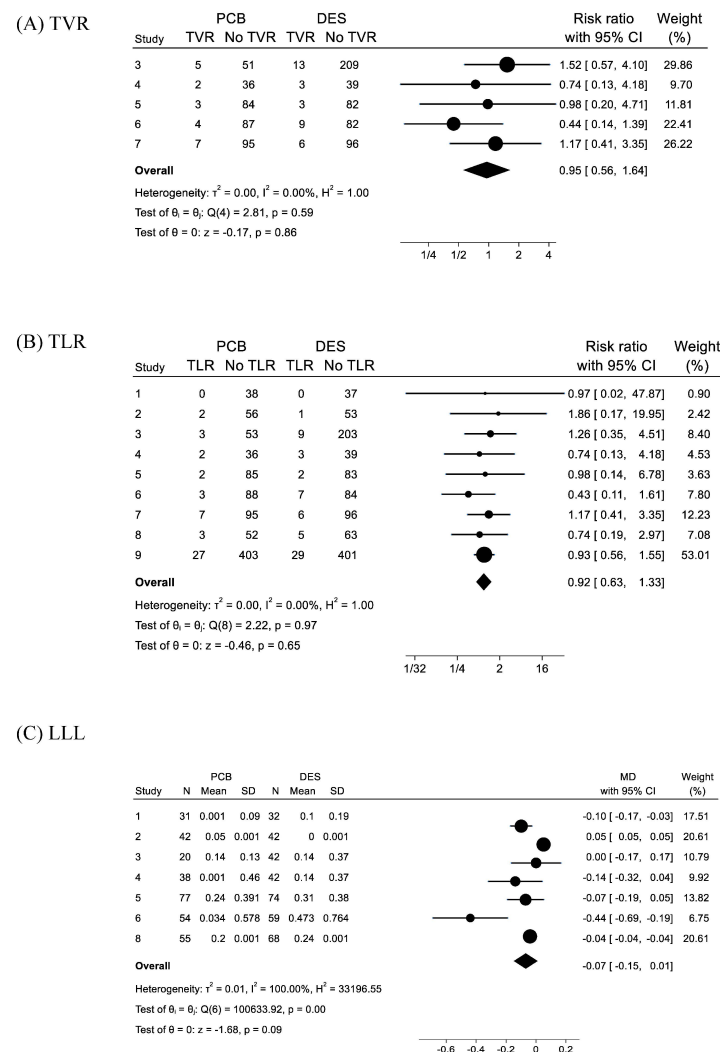 (A) TVR
PCB DES Risk ratio Weight
Study TVR No TVR TVR No TVR with 95% CI (%)
3 5 51 13 209 1.52 [ 0.57, 4.10] 29.86
4 2 36 3 39 0.74 [ 0.13, 4.18] 9.70
5 3 84 3 82 0.98 [ 0.20, 4.71] 11.81
6 4 87 9 82 0.44 [ 0.14, 1.39] 22.41
7 7 95 6 96 1.17 [ 0.41, 3.35] 26.22
Overall 0.95 [ 0.56, 1.64]
Heterogeneity: τ² = 0.00, I² = 0.00%, H² = 1.00
Test of θᵢ = θⱼ: Q(4) = 2.81, p = 0.59
Test of θ = 0: z = -0.17, p = 0.86
1/4 1/2 1 2 4
(B) TLR
PCB DES Risk ratio Weight
Study TLR No TLR TLR No TLR with 95% CI (%)
1 0 38 0 37 0.97 [ 0.02, 47.87] 0.90
2 2 56 1 53 1.86 [ 0.17, 19.95] 2.42
3 3 53 9 203 1.26 [ 0.35, 4.51] 8.40
4 2 36 3 39 0.74 [ 0.13, 4.18] 4.53
5 2 85 2 83 0.98 [ 0.14, 6.78] 3.63
6 3 88 7 84 0.43 [ 0.11, 1.61] 7.80
7 7 95 6 96 1.17 [ 0.41, 3.35] 12.23
8 3 52 5 63 0.74 [ 0.19, 2.97] 7.08
9 27 403 29 401 0.93 [ 0.56, 1.55] 53.01
Overall 0.92 [ 0.63, 1.33]
Heterogeneity: τ² = 0.00, I² = 0.00%, H² = 1.00
Test of θᵢ = θⱼ: Q(8) = 2.22, p = 0.97
Test of θ = 0: z = -0.46, p = 0.65
1/32 1/4 2 16
(C) LLL
PCB DES MD Weight
Study N Mean SD N Mean SD with 95% CI (%)
1 31 0.001 0.09 32 0.1 0.19 -0.10 [ -0.17, -0.03] 17.51
2 42 0.05 0.001 42 0 0.001 0.05 [ 0.05, 0.05] 20.61
3 20 0.14 0.13 42 0.14 0.37 0.00 [ -0.17, 0.17] 10.79
4 38 0.001 0.46 42 0.14 0.37 -0.14 [ -0.32, 0.04] 9.92
5 77 0.24 0.391 74 0.31 0.38 -0.07 [ -0.19, 0.05] 13.82
6 54 0.034 0.578 59 0.473 0.764 -0.44 [ -0.69, -0.19] 6.75
8 55 0.2 0.001 68 0.24 0.001 -0.04 [ -0.04, -0.04] 20.61
Overall -0.07 [ -0.15, 0.01]
Heterogeneity: τ² = 0.01, I² = 100.00%, H² = 33196.55
Test of θᵢ = θⱼ: Q(6) = 100633.92, p = 0.00
Test of θ = 0: z = -1.68, p = 0.09
-0.6 -0.4 -0.2 0 0.2